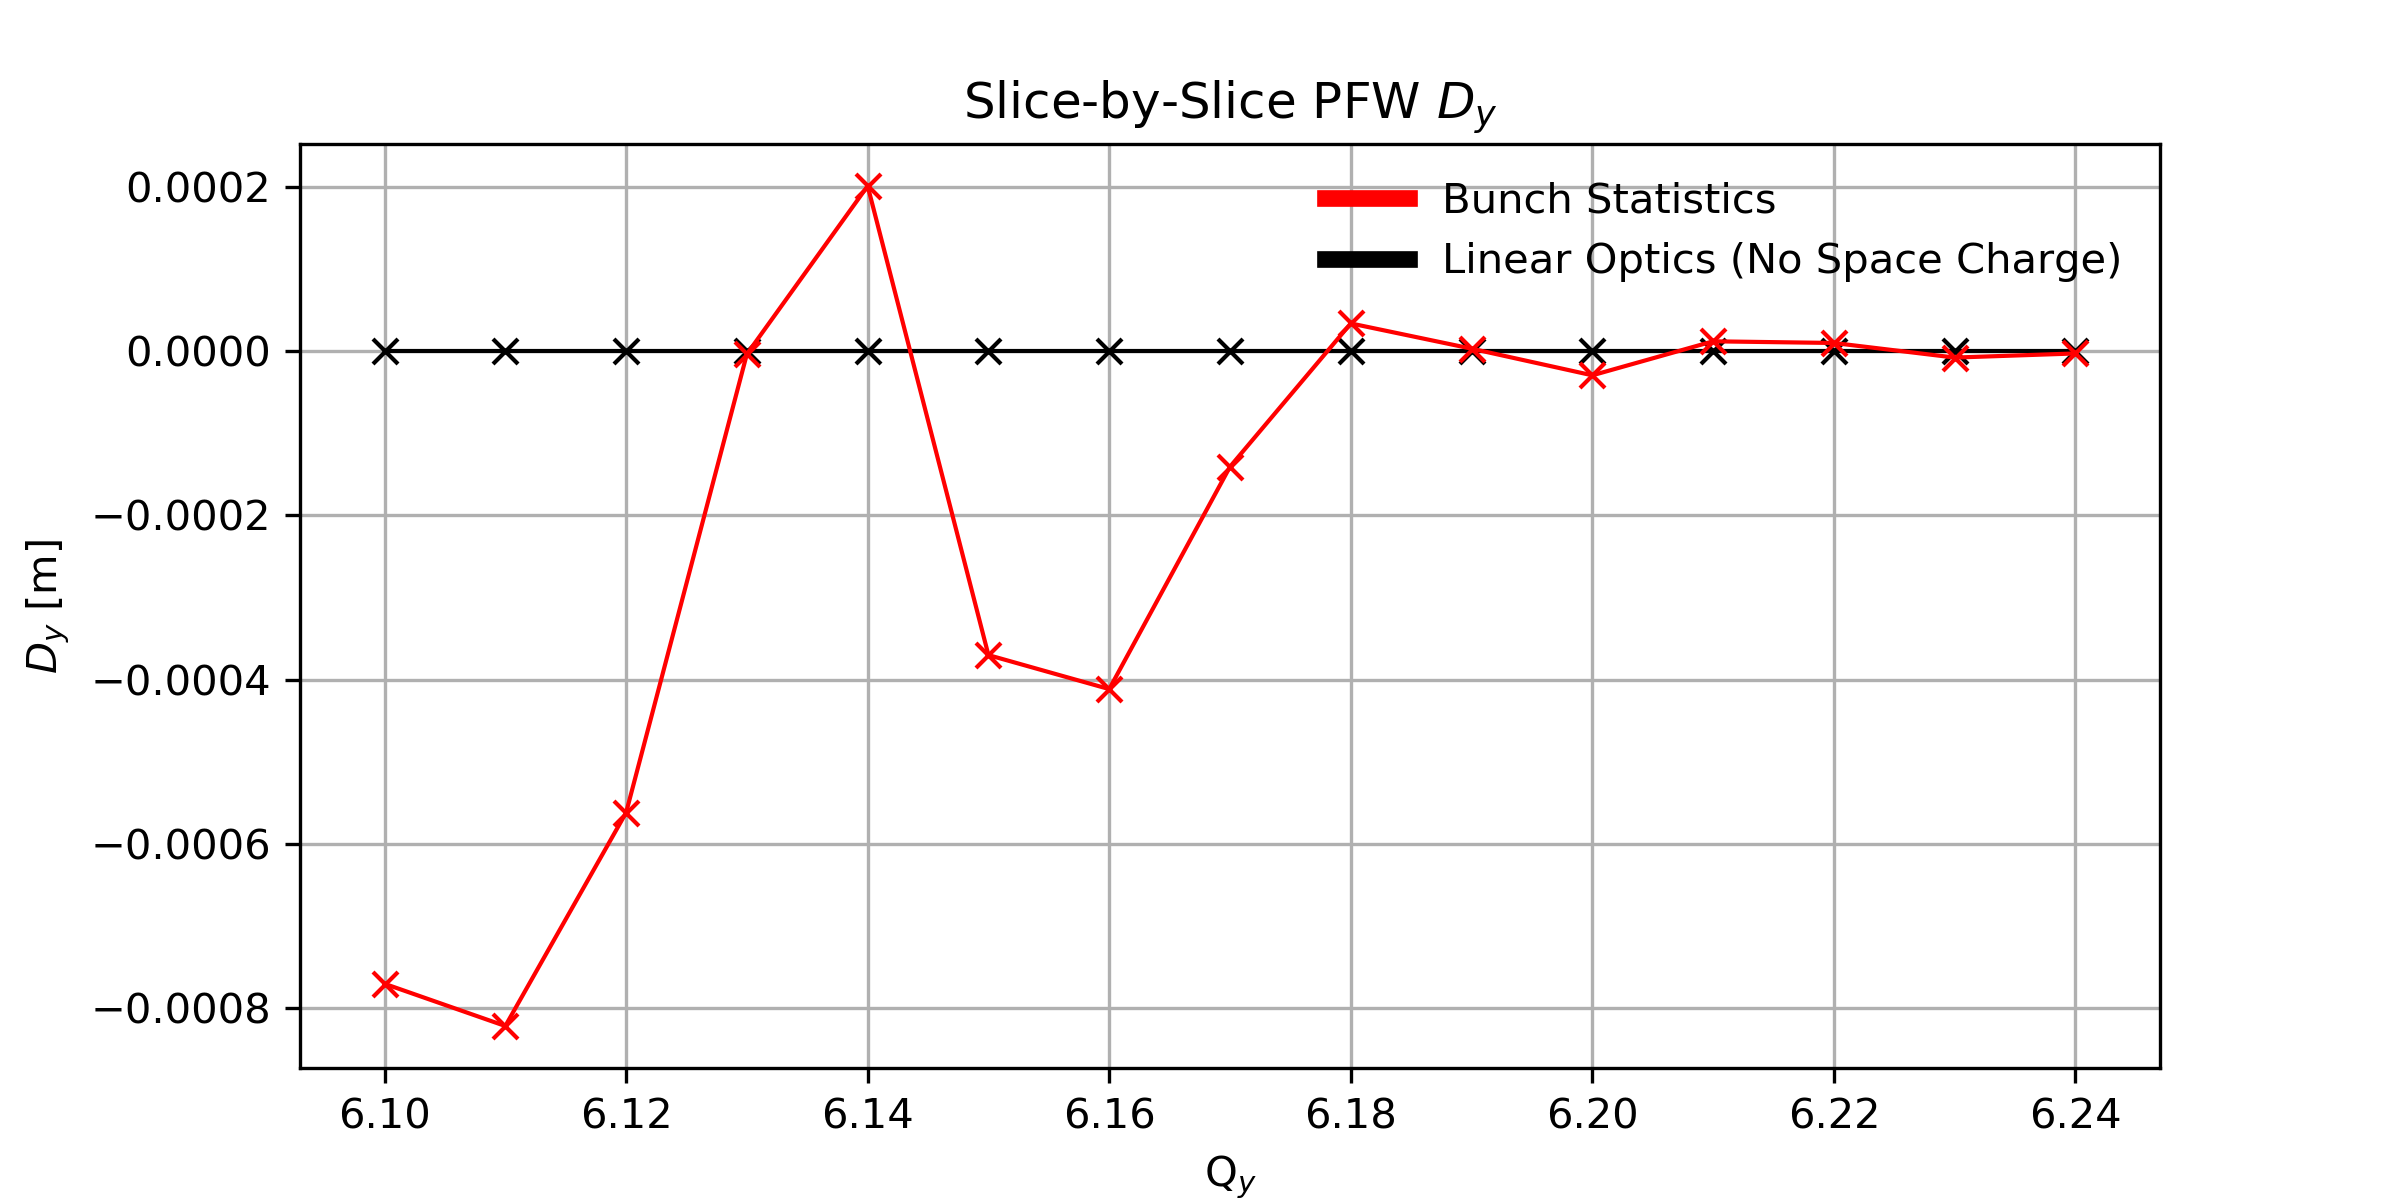 Slice-by-Slice PFW D_y
Bunch Statistics
Linear Optics (No Space Charge)
D_y [m]
0.0002
0.0000
−0.0002
−0.0004
−0.0006
−0.0008
6.10 6.12 6.14 6.16 6.18 6.20 6.22 6.24
Q_y